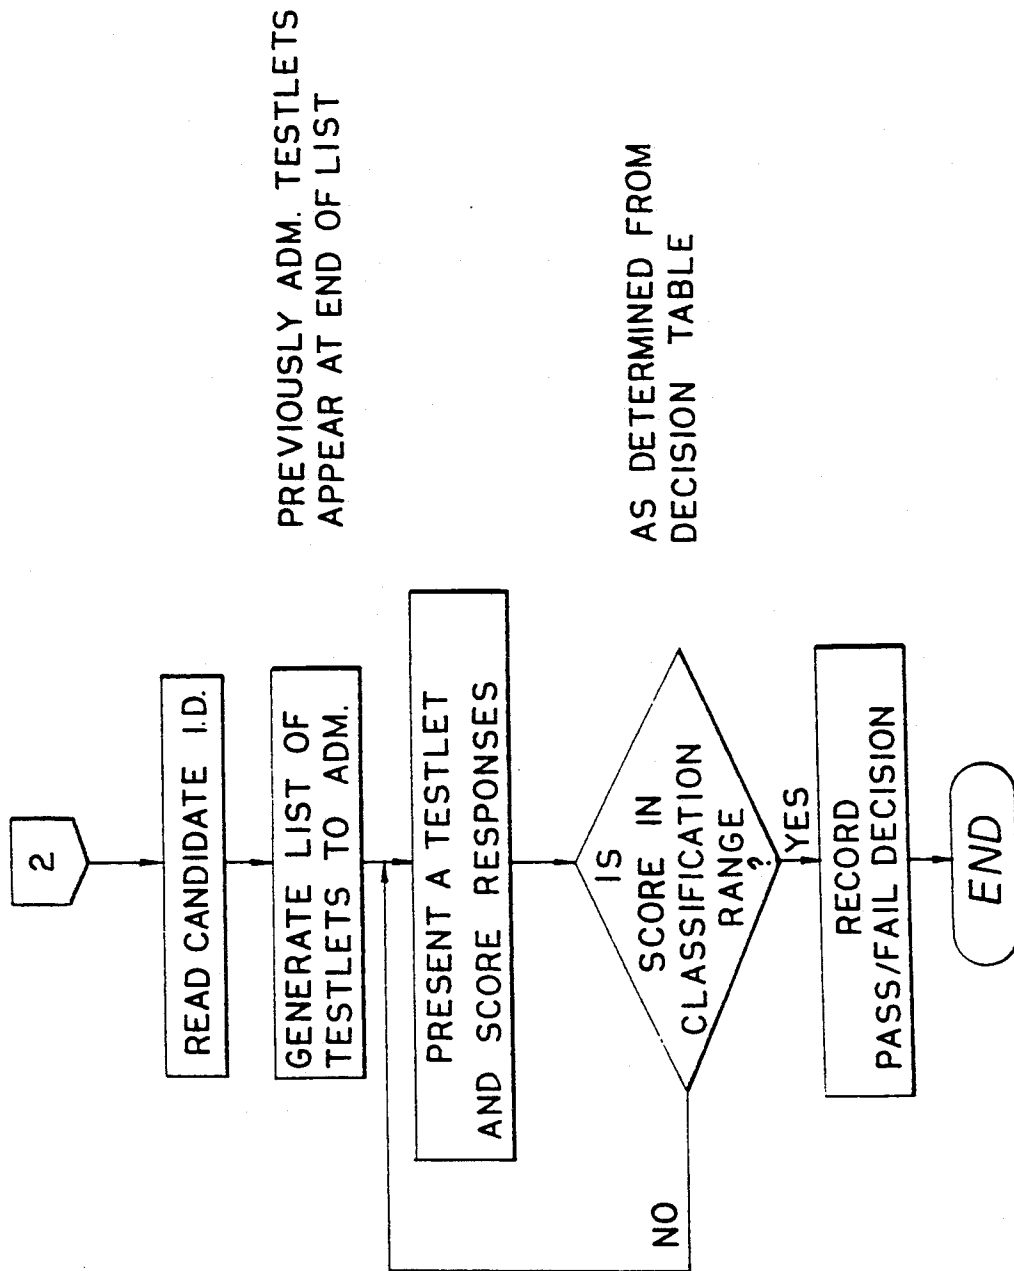 2
READ CANDIDATE I.D.
GENERATE LIST OF
TESTLETS TO ADM.
PREVIOUSLY ADM. TESTLETS
APPEAR AT END OF LIST
PRESENT A TESTLET
AND SCORE RESPONSES
IS
SCORE IN
CLASSIFICATION
RANGE
?
AS DETERMINED FROM
DECISION TABLE
NO
YES
RECORD
PASS/FAIL DECISION
END